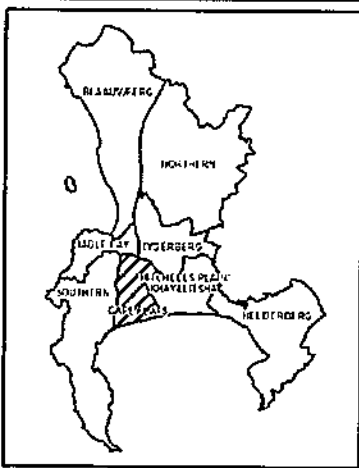 BLAAUWBERG
NORTHERN
TABLE BAY
TYGERBERG
MITCHELLS PLAIN
KHAYELITSHA
SOUTHERN
CAPE FLATS
HELDERBERG